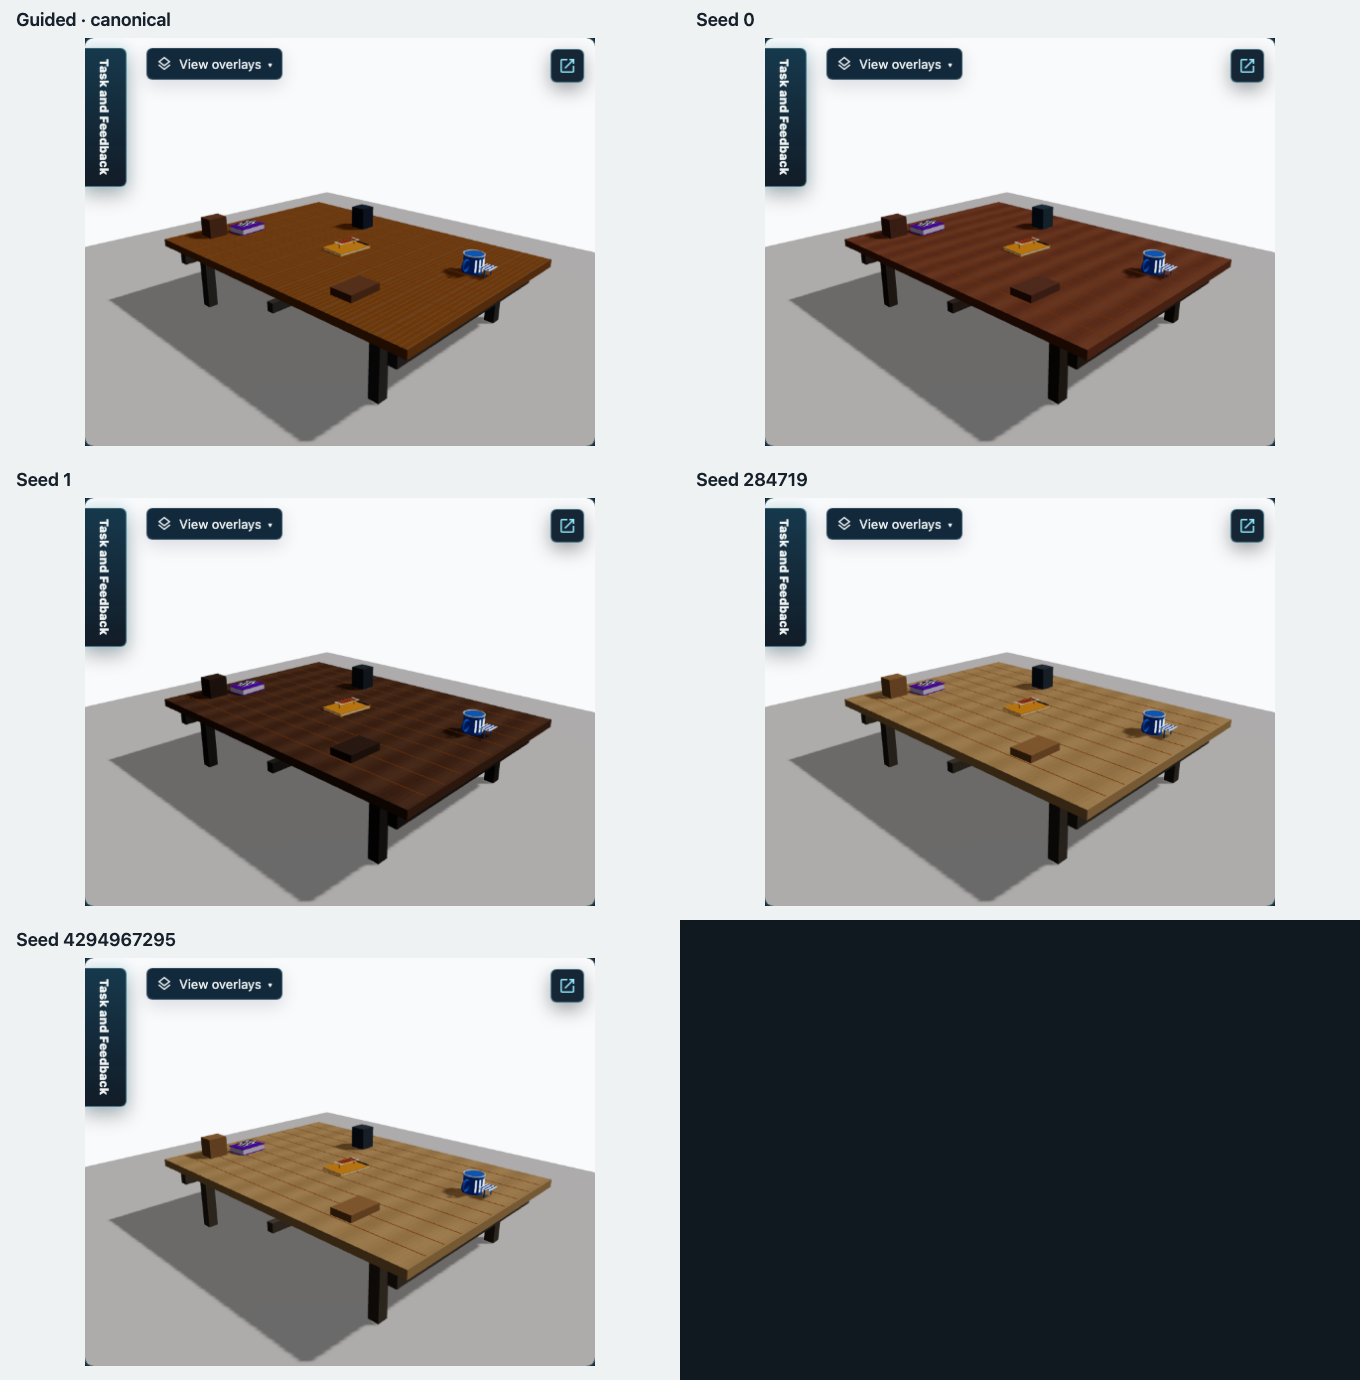 Guided · canonical
View overlays
Task and Feedback
Seed 0
View overlays
Task and Feedback
Seed 1
View overlays
Task and Feedback
Seed 284719
View overlays
Task and Feedback
Seed 4294967295
View overlays
Task and Feedback